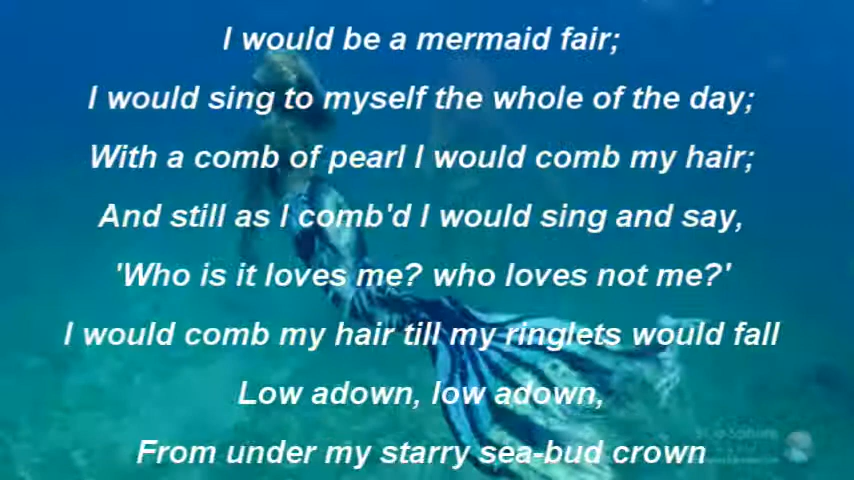 I would be a mermaid fair;
I would sing to myself the whole of the day;
With a comb of pearl I would comb my hair;
And still as I comb'd I would sing and say,
'Who is it loves me? who loves not me?'
I would comb my hair till my ringlets would fall
Low adown, low adown,
From under my starry sea-bud crown